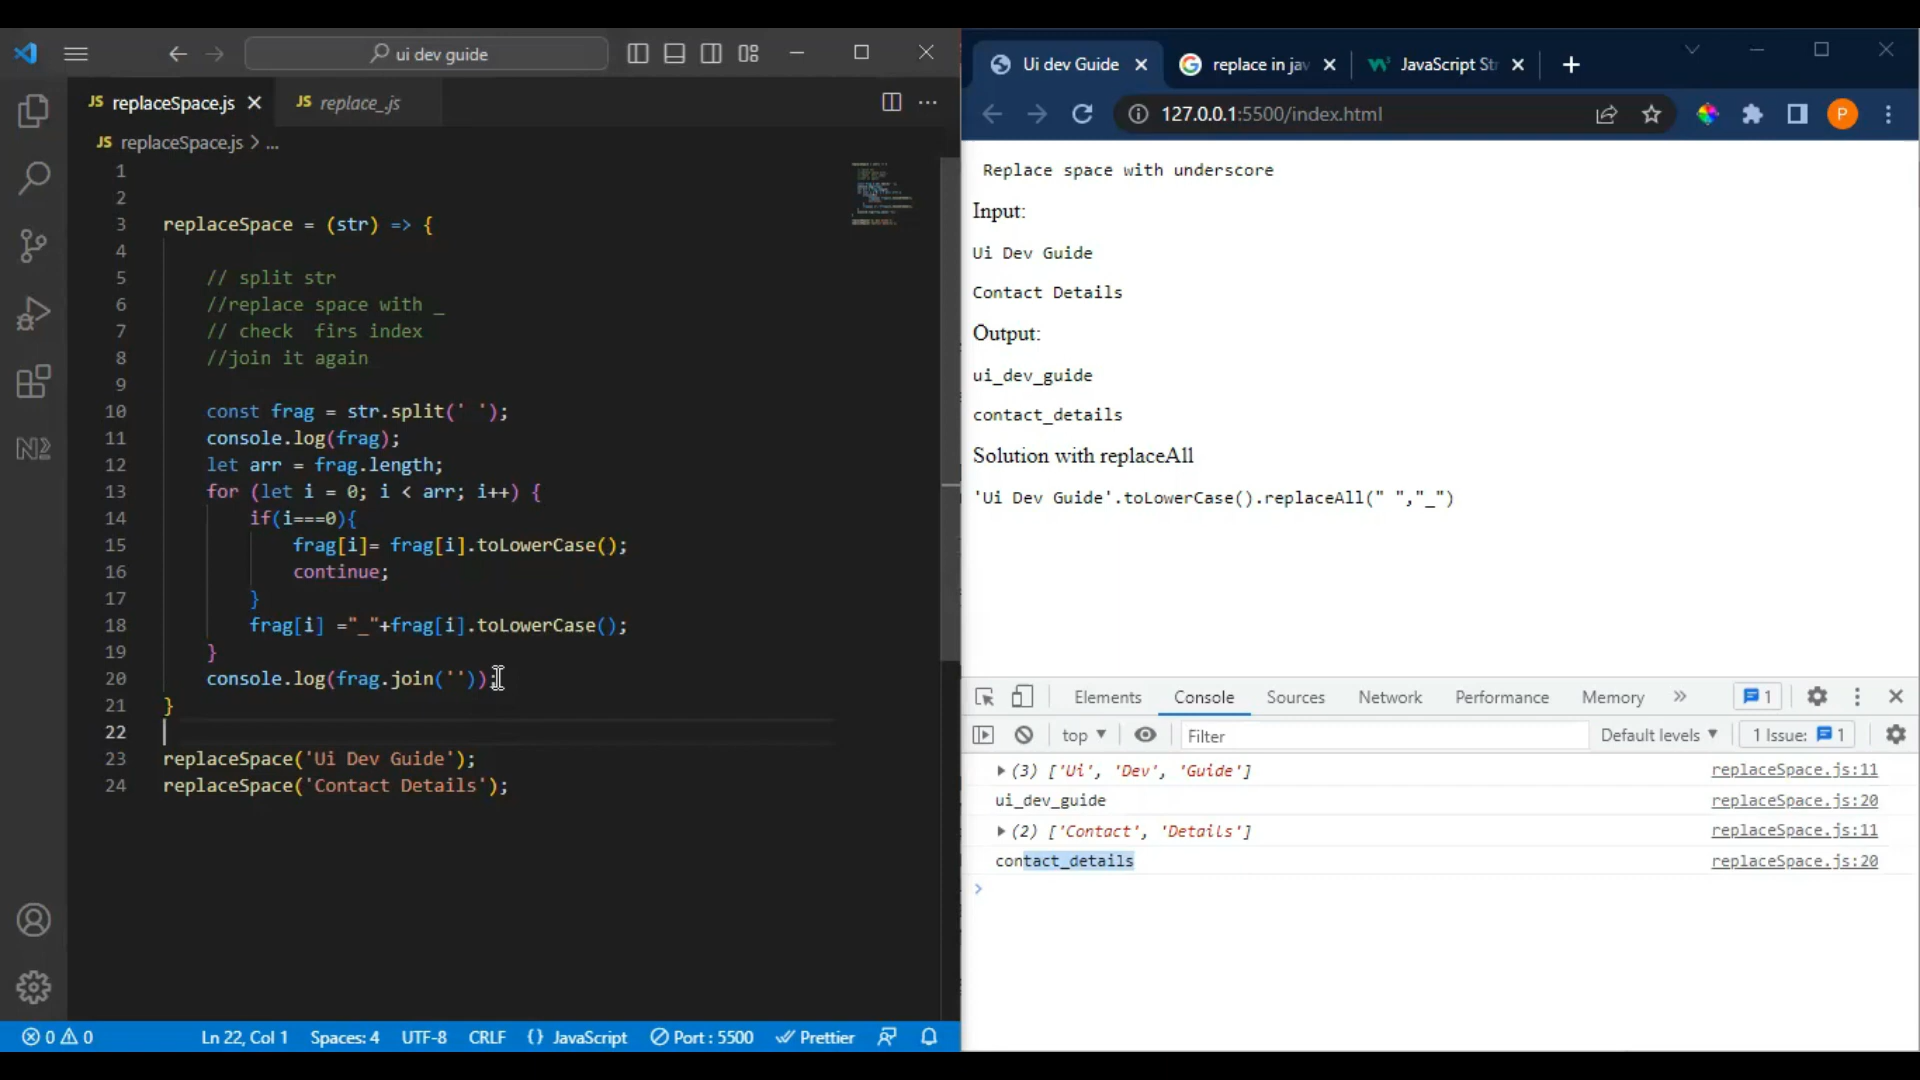 ui dev guide
JS replaceSpace.js
JS replace_.js
JS replaceSpace.js > ...
1
2
3 replaceSpace = (str) => {
4
5 // split str
6 //replace space with _
7 // check  firs index
8 //join it again
9
10 const frag = str.split(' ');
11 console.log(frag);
12 let arr = frag.length;
13 for (let i = 0; i < arr; i++) {
14 if(i===0){
15 frag[i]= frag[i].toLowerCase();
16 continue;
17 }
18 frag[i] ="_"+frag[i].toLowerCase();
19 }
20 console.log(frag.join(''));
21 }
22
23 replaceSpace('Ui Dev Guide');
24 replaceSpace('Contact Details');
0 0 Ln 22, Col 1 Spaces: 4 UTF-8 CRLF {} JavaScript Port : 5500 Prettier
Ui dev Guide
replace in jav
JavaScript Str
127.0.0.1:5500/index.html
P
Replace space with underscore
Input:
Ui Dev Guide
Contact Details
Output:
ui_dev_guide
contact_details
Solution with replaceAll
'Ui Dev Guide'.toLowerCase().replaceAll(" ","_")
Elements Console Sources Network Performance Memory » 1
top Filter Default levels 1 Issue: 1
(3) ['Ui', 'Dev', 'Guide'] replaceSpace.js:11
ui_dev_guide replaceSpace.js:20
(2) ['Contact', 'Details'] replaceSpace.js:11
contact_details replaceSpace.js:20
>